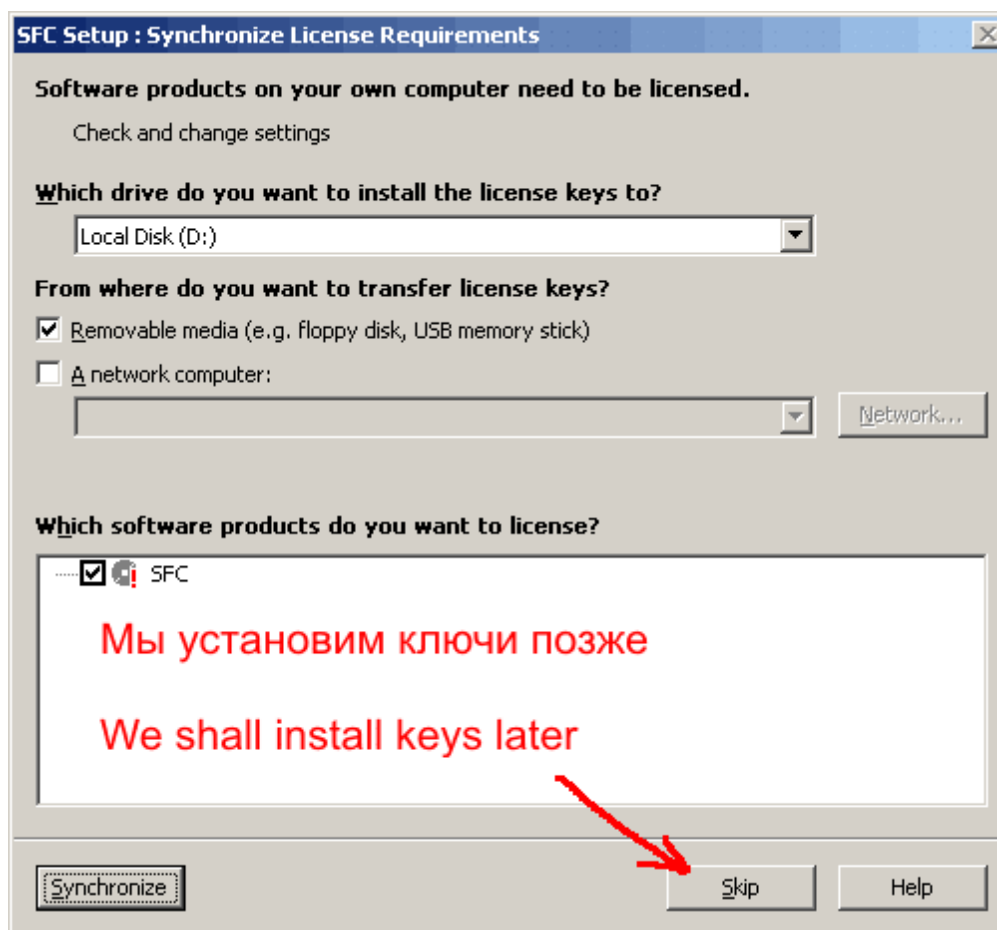 SFC Setup : Synchronize License Requirements
Software products on your own computer need to be licensed.
Check and change settings
Which drive do you want to install the license keys to?
Local Disk (D:)
From where do you want to transfer license keys?
Removable media (e.g. floppy disk, USB memory stick)
A network computer:
Network...
Which software products do you want to license?
SFC
Мы установим ключи позже
We shall install keys later
Synchronize Skip Help